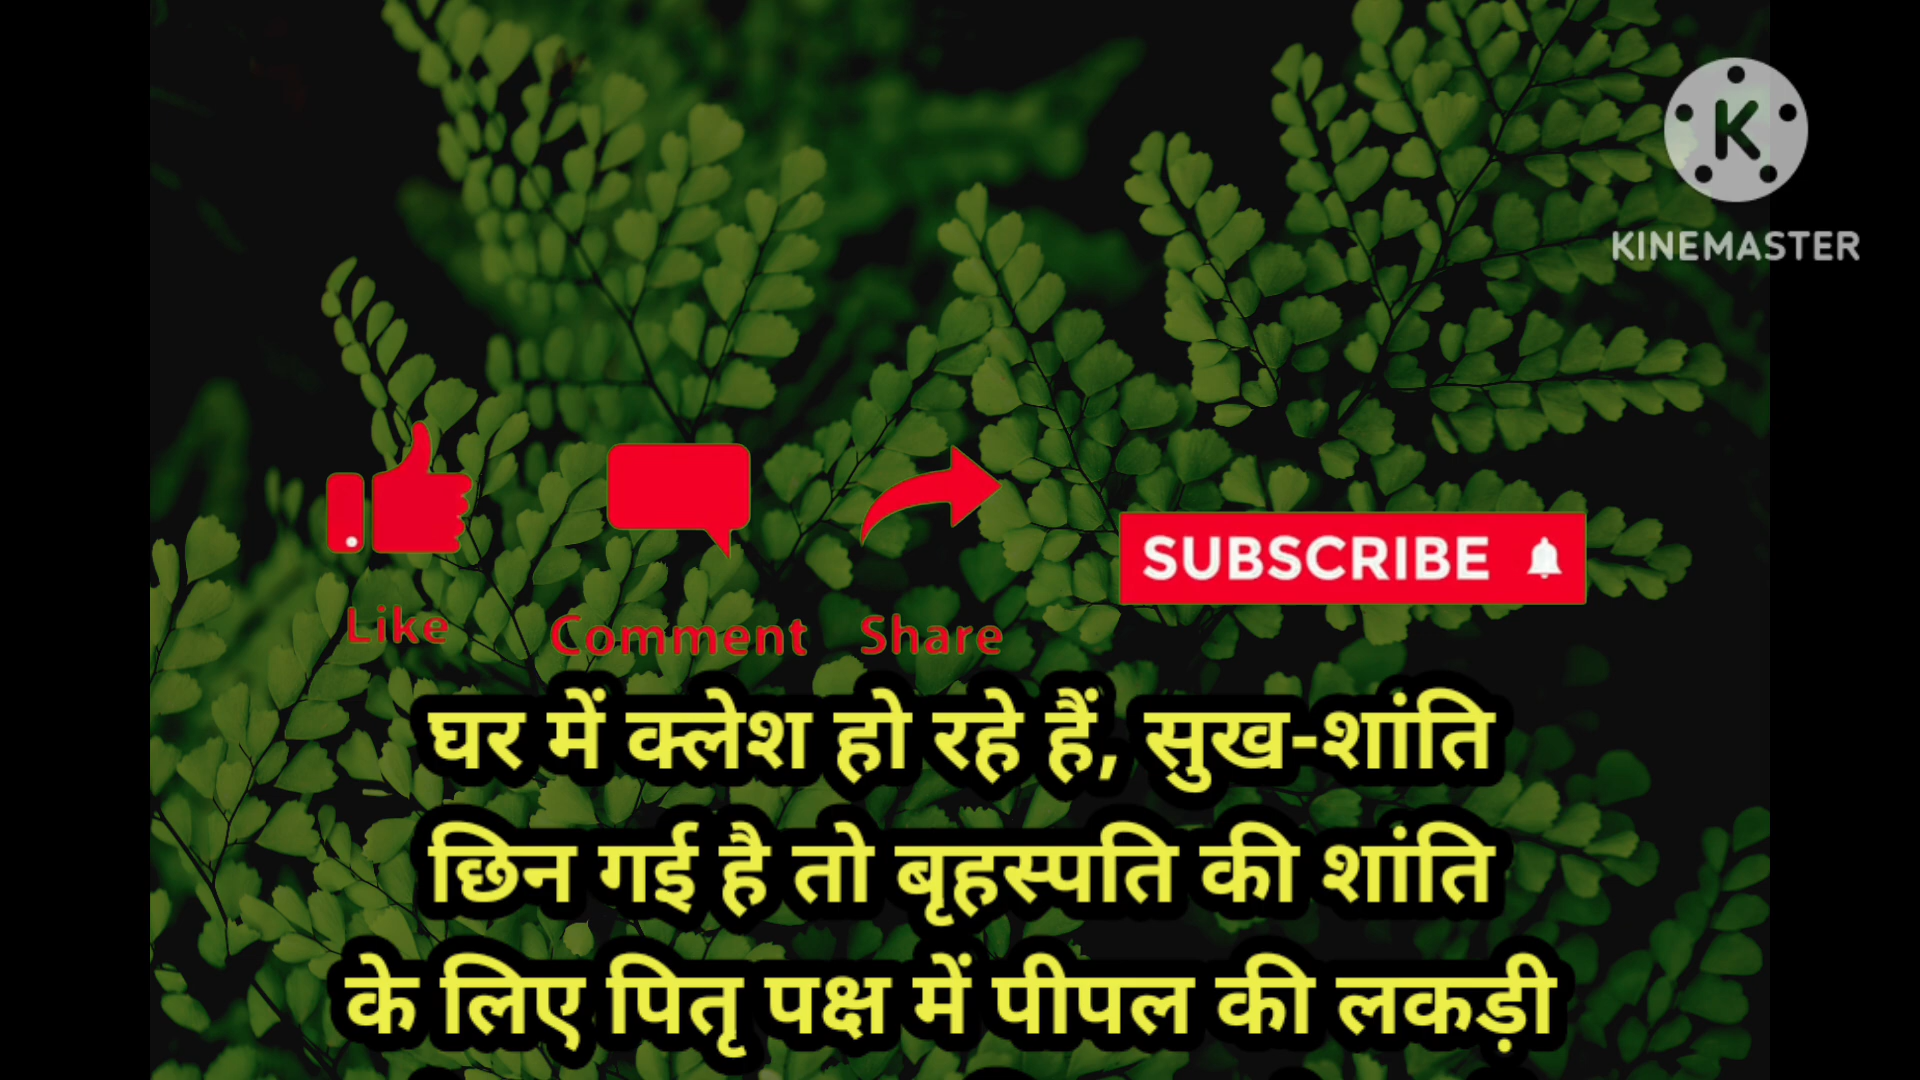 KINEMASTER
SUBSCRIBE
Like Comment Share
घर में क्लेश हो रहे हैं, सुख-शांति
छिन गई है तो बृहस्पति की शांति
के लिए पितृ पक्ष में पीपल की लकड़ी